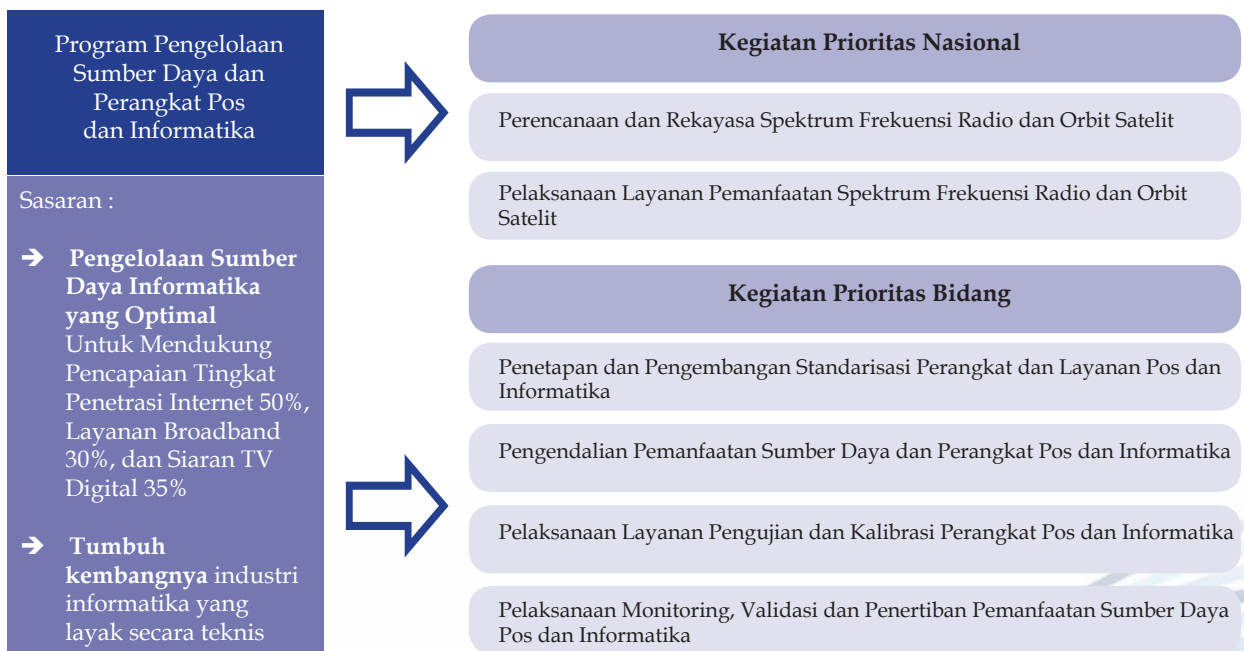 Program Pengelolaan
Sumber Daya dan
Perangkat Pos
dan Informatika
Sasaran :
➔ Pengelolaan Sumber
Daya Informatika
yang Optimal
Untuk Mendukung
Pencapaian Tingkat
Penetrasi Internet 50%,
Layanan Broadband
30%, dan Siaran TV
Digital 35%
➔ Tumbuh
kembangnya industri
informatika yang
layak secara teknis
Kegiatan Prioritas Nasional
Perencanaan dan Rekayasa Spektrum Frekuensi Radio dan Orbit Satelit
Pelaksanaan Layanan Pemanfaatan Spektrum Frekuensi Radio dan Orbit
Satelit
Kegiatan Prioritas Bidang
Penetapan dan Pengembangan Standarisasi Perangkat dan Layanan Pos dan
Informatika
Pengendalian Pemanfaatan Sumber Daya dan Perangkat Pos dan Informatika
Pelaksanaan Layanan Pengujian dan Kalibrasi Perangkat Pos dan Informatika
Pelaksanaan Monitoring, Validasi dan Penertiban Pemanfaatan Sumber Daya
Pos dan Informatika